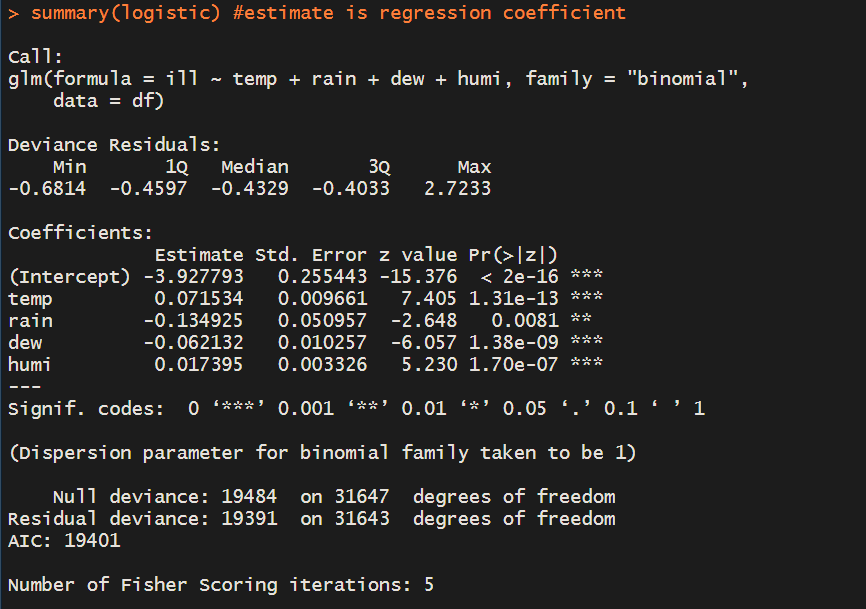 > summary(logistic) #estimate is regression coefficient
Call:
glm(formula = ill ~ temp + rain + dew + humi, family = "binomial",
    data = df)
Deviance Residuals:
    Min       1Q   Median       3Q      Max
-0.6814  -0.4597  -0.4329  -0.4033   2.7233
Coefficients:
             Estimate Std. Error z value Pr(>|z|)
(Intercept) -3.927793   0.255443 -15.376  < 2e-16 ***
temp         0.071534   0.009661   7.405 1.31e-13 ***
rain        -0.134925   0.050957  -2.648   0.0081 **
dew         -0.062132   0.010257  -6.057 1.38e-09 ***
humi         0.017395   0.003326   5.230 1.70e-07 ***
---
Signif. codes:  0 ‘***’ 0.001 ‘**’ 0.01 ‘*’ 0.05 ‘.’ 0.1 ‘ ’ 1
(Dispersion parameter for binomial family taken to be 1)
    Null deviance: 19484  on 31647  degrees of freedom
Residual deviance: 19391  on 31643  degrees of freedom
AIC: 19401
Number of Fisher Scoring iterations: 5